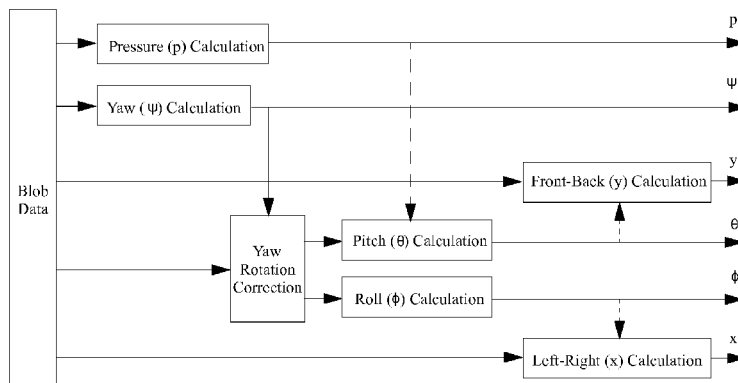 p
Pressure (p) Calculation
ψ
Yaw (ψ) Calculation
y
Front-Back (y) Calculation
Blob
Data
θ
Yaw
Rotation
Correction
Pitch (θ) Calculation
ϕ
Roll (ϕ) Calculation
x
Left-Right (x) Calculation